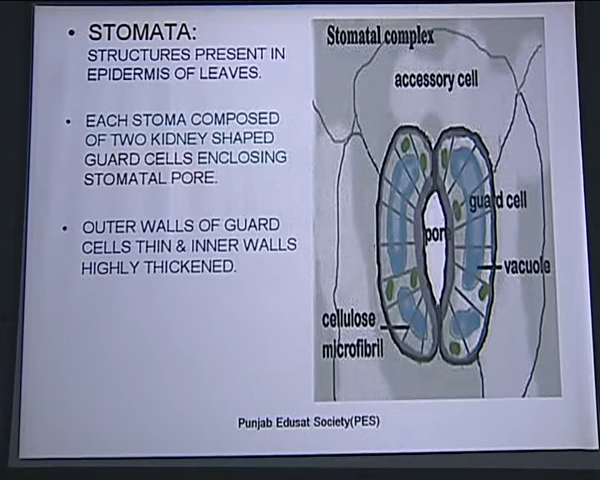 • STOMATA:
STRUCTURES PRESENT IN
EPIDERMIS OF LEAVES.
• EACH STOMA COMPOSED
OF TWO KIDNEY SHAPED
GUARD CELLS ENCLOSING
STOMATAL PORE.
• OUTER WALLS OF GUARD
CELLS THIN & INNER WALLS
HIGHLY THICKENED.
Stomatal complex
accessory cell
guard cell
pore
vacuole
cellulose
microfibril
Punjab Edusat Society(PES)